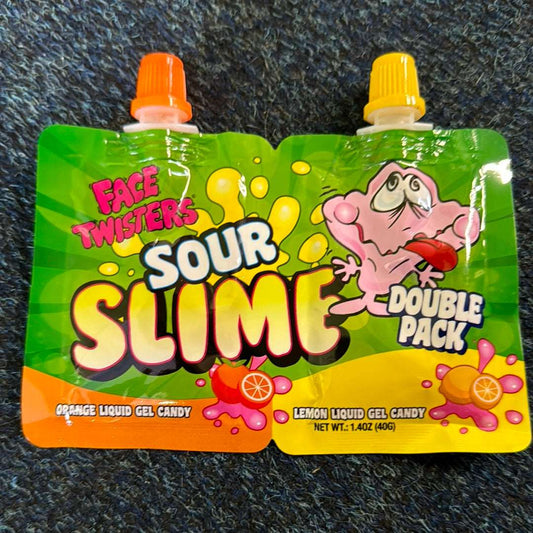 FACE
TWISTERS
SOUR
SLIME
DOUBLE
PACK
ORANGE LIQUID GEL CANDY
LEMON LIQUID GEL CANDY
NET WT.: 1.4OZ (40G)